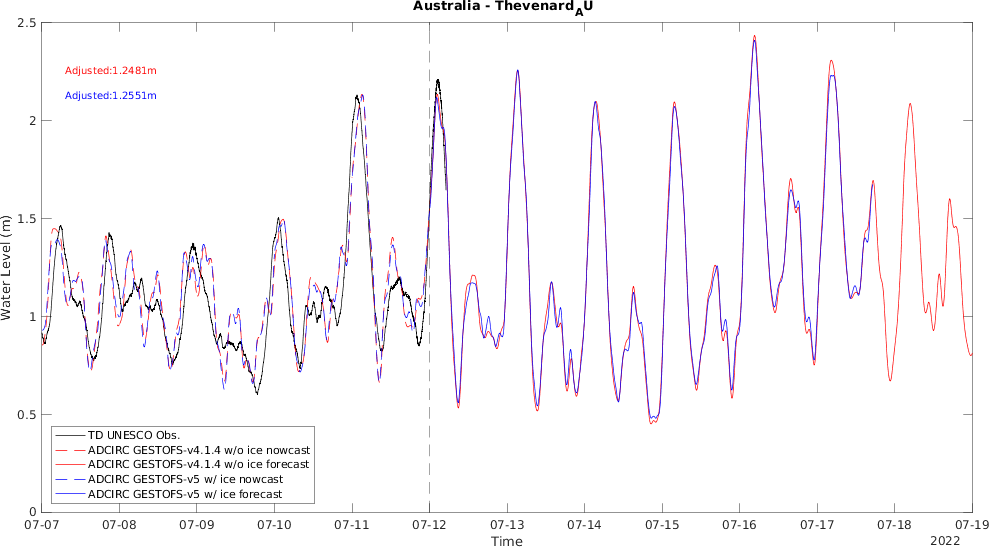 Australia - Thevenard_AU
2.5
Adjusted:1.2481m
Adjusted:1.2551m
2
1.5
Water Level (m)
1
0.5
TD UNESCO Obs.
ADCIRC GESTOFS-v4.1.4 w/o ice nowcast
ADCIRC GESTOFS-v4.1.4 w/o ice forecast
ADCIRC GESTOFS-v5 w/ ice nowcast
ADCIRC GESTOFS-v5 w/ ice forecast
0
07-07 07-08 07-09 07-10 07-11 07-12 07-13 07-14 07-15 07-16 07-17 07-18 07-19
Time
2022